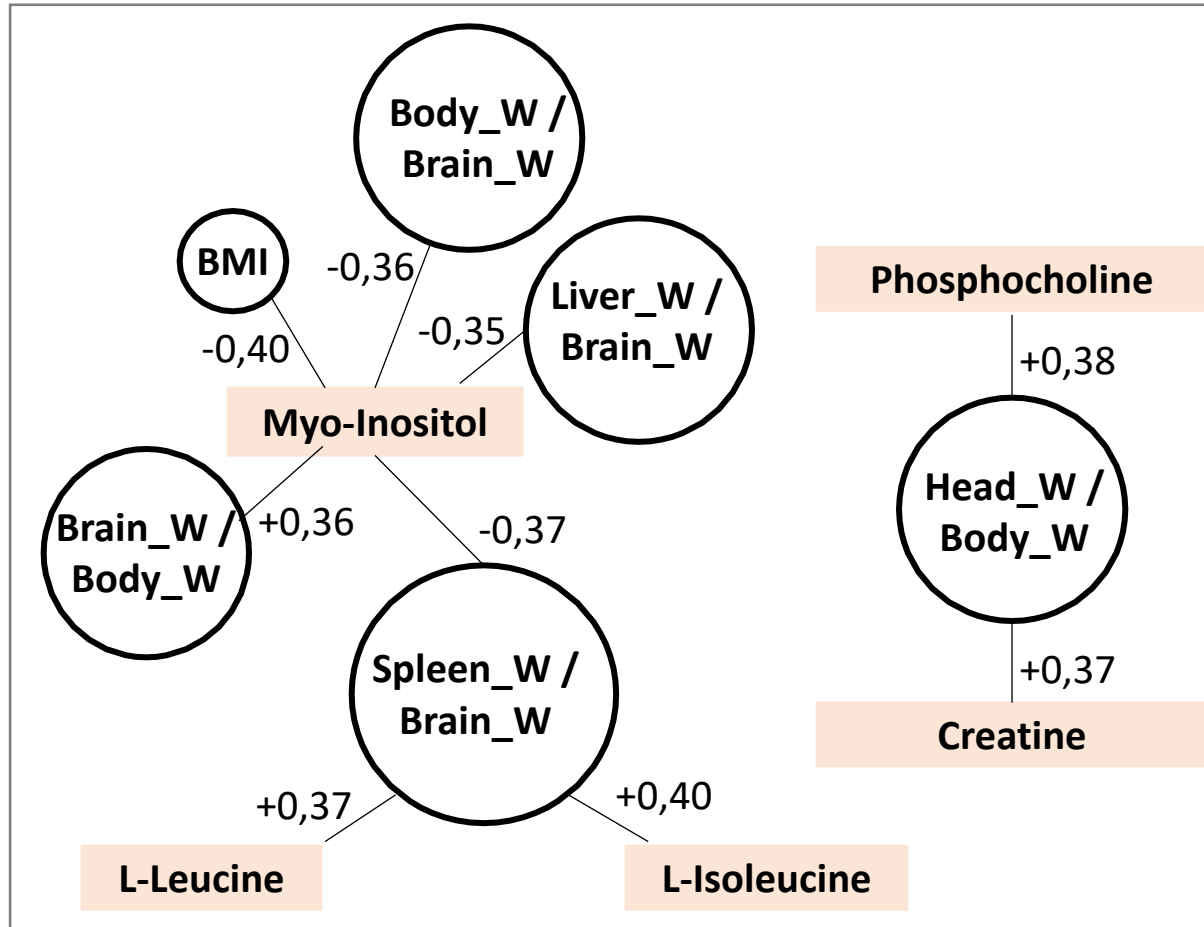 Body_W /
Brain_W
BMI
-0,36
Liver_W /
Brain_W
-0,35
-0,40
Myo-Inositol
Brain_W /
Body_W
+0,36
-0,37
Spleen_W /
Brain_W
+0,37
+0,40
L-Leucine
L-Isoleucine
Phosphocholine
+0,38
Head_W /
Body_W
+0,37
Creatine